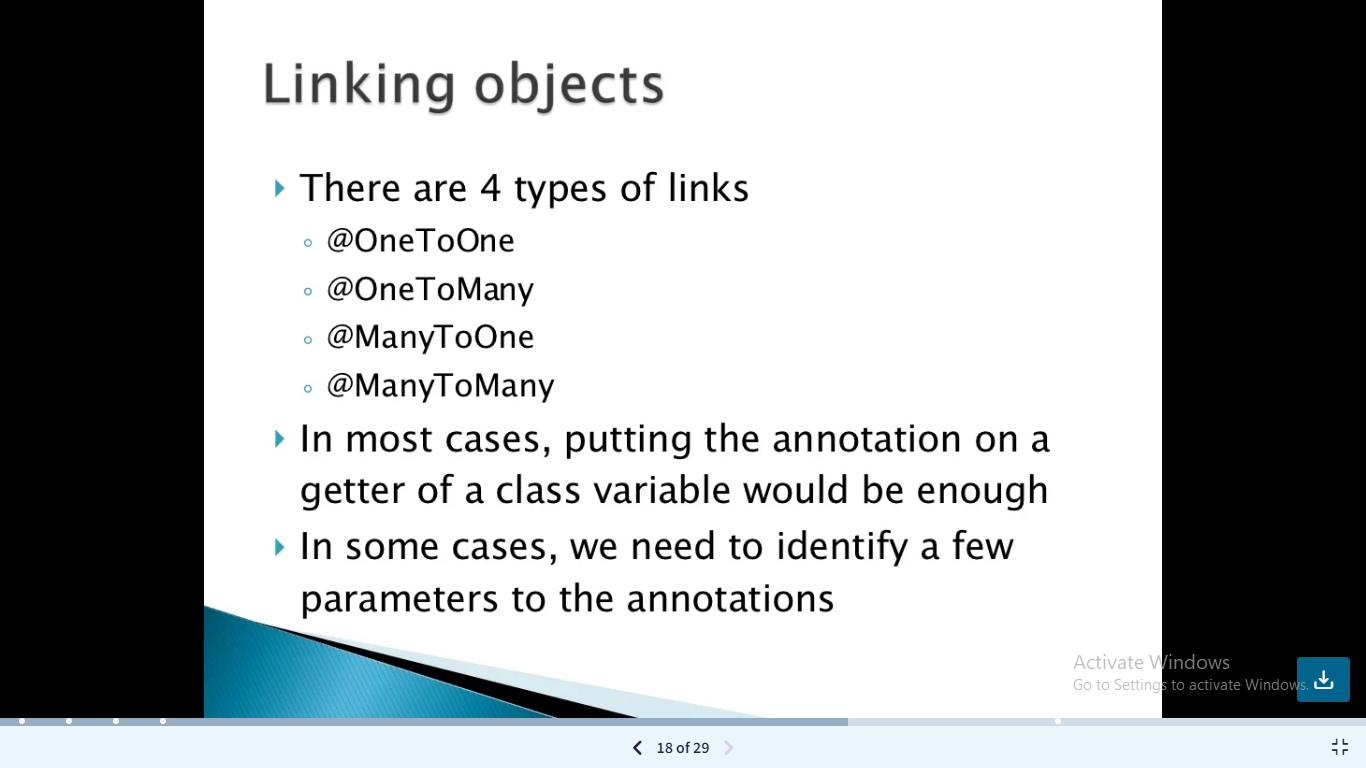 Linking objects
There are 4 types of links
@OneToOne
@OneToMany
@ManyToOne
@ManyToMany
In most cases, putting the annotation on a
getter of a class variable would be enough
In some cases, we need to identify a few
parameters to the annotations
Activate Windows
Go to Settings to activate Windows.
18 of 29